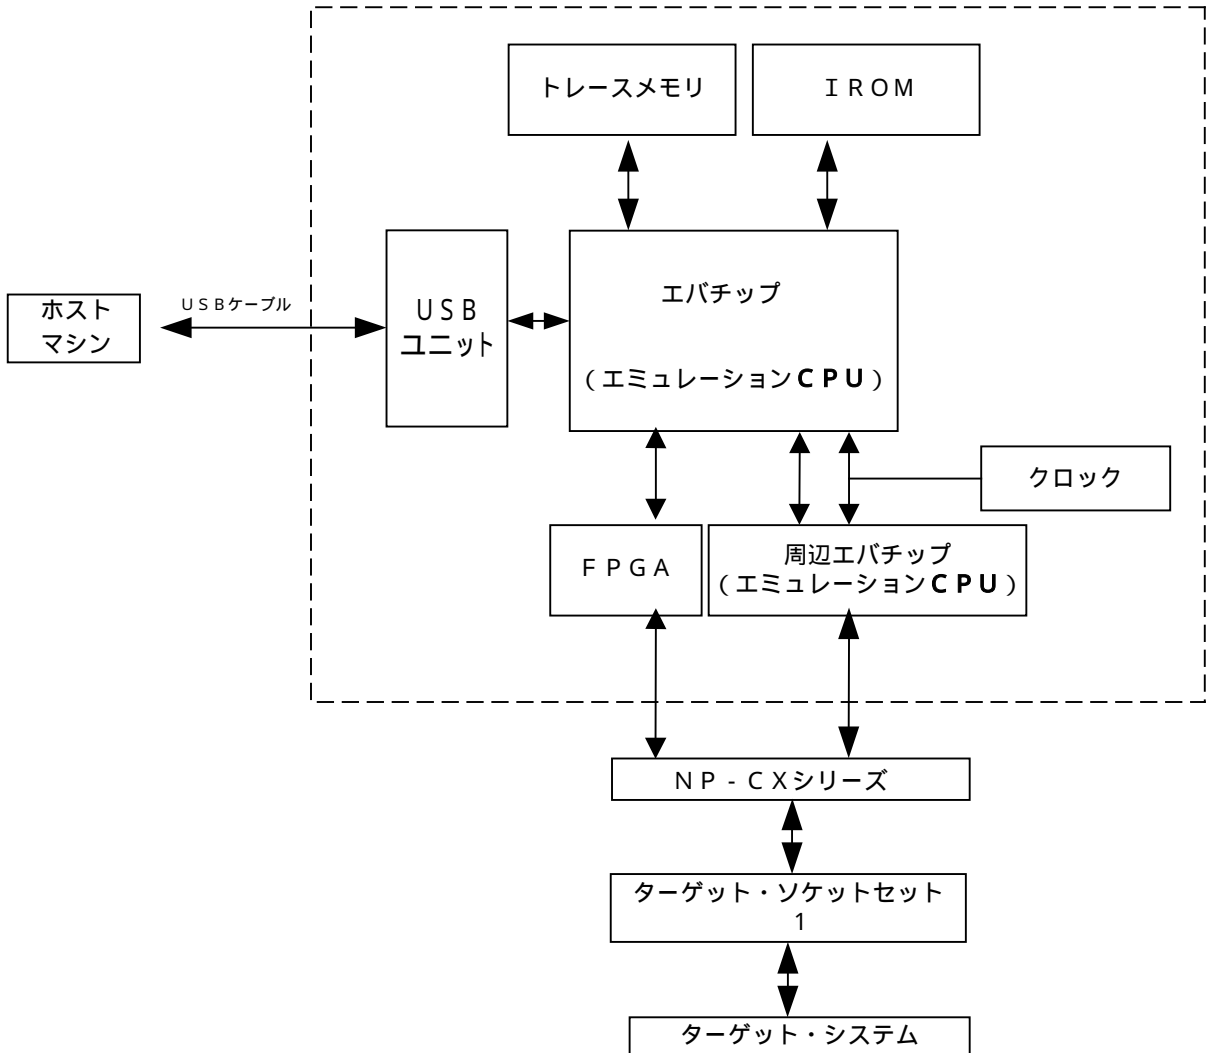 トレースメモリ
ＩＲＯＭ
ホスト
マシン
ＵＳＢケーブル
ＵＳＢ
ユニット
エバチップ
（エミュレーションＣＰＵ）
クロック
ＦＰＧＡ
周辺エバチップ
（エミュレーションＣＰＵ）
ＮＰ-ＣＸシリーズ
ターゲット・ソケットセット
1
ターゲット・システム